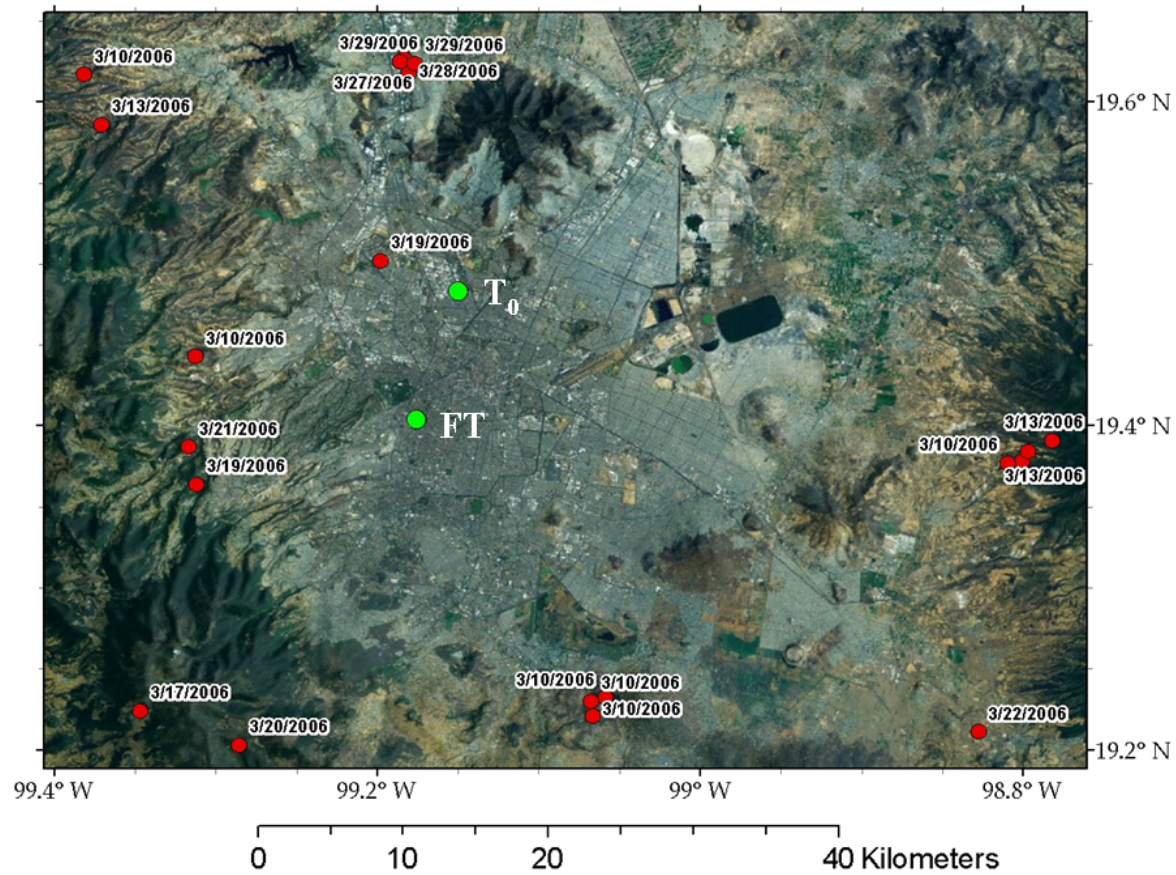 3/29/2006
3/29/2006
3/10/2006
3/28/2006
3/27/2006
19.6° N
3/13/2006
3/19/2006
T0
3/10/2006
3/21/2006
FT
3/13/2006
19.4° N
3/10/2006
3/19/2006
3/13/2006
3/10/2006
3/10/2006
3/17/2006
3/10/2006
3/22/2006
3/20/2006
19.2° N
99.4° W
99.2° W
99° W
98.8° W
0 10 20 40 Kilometers